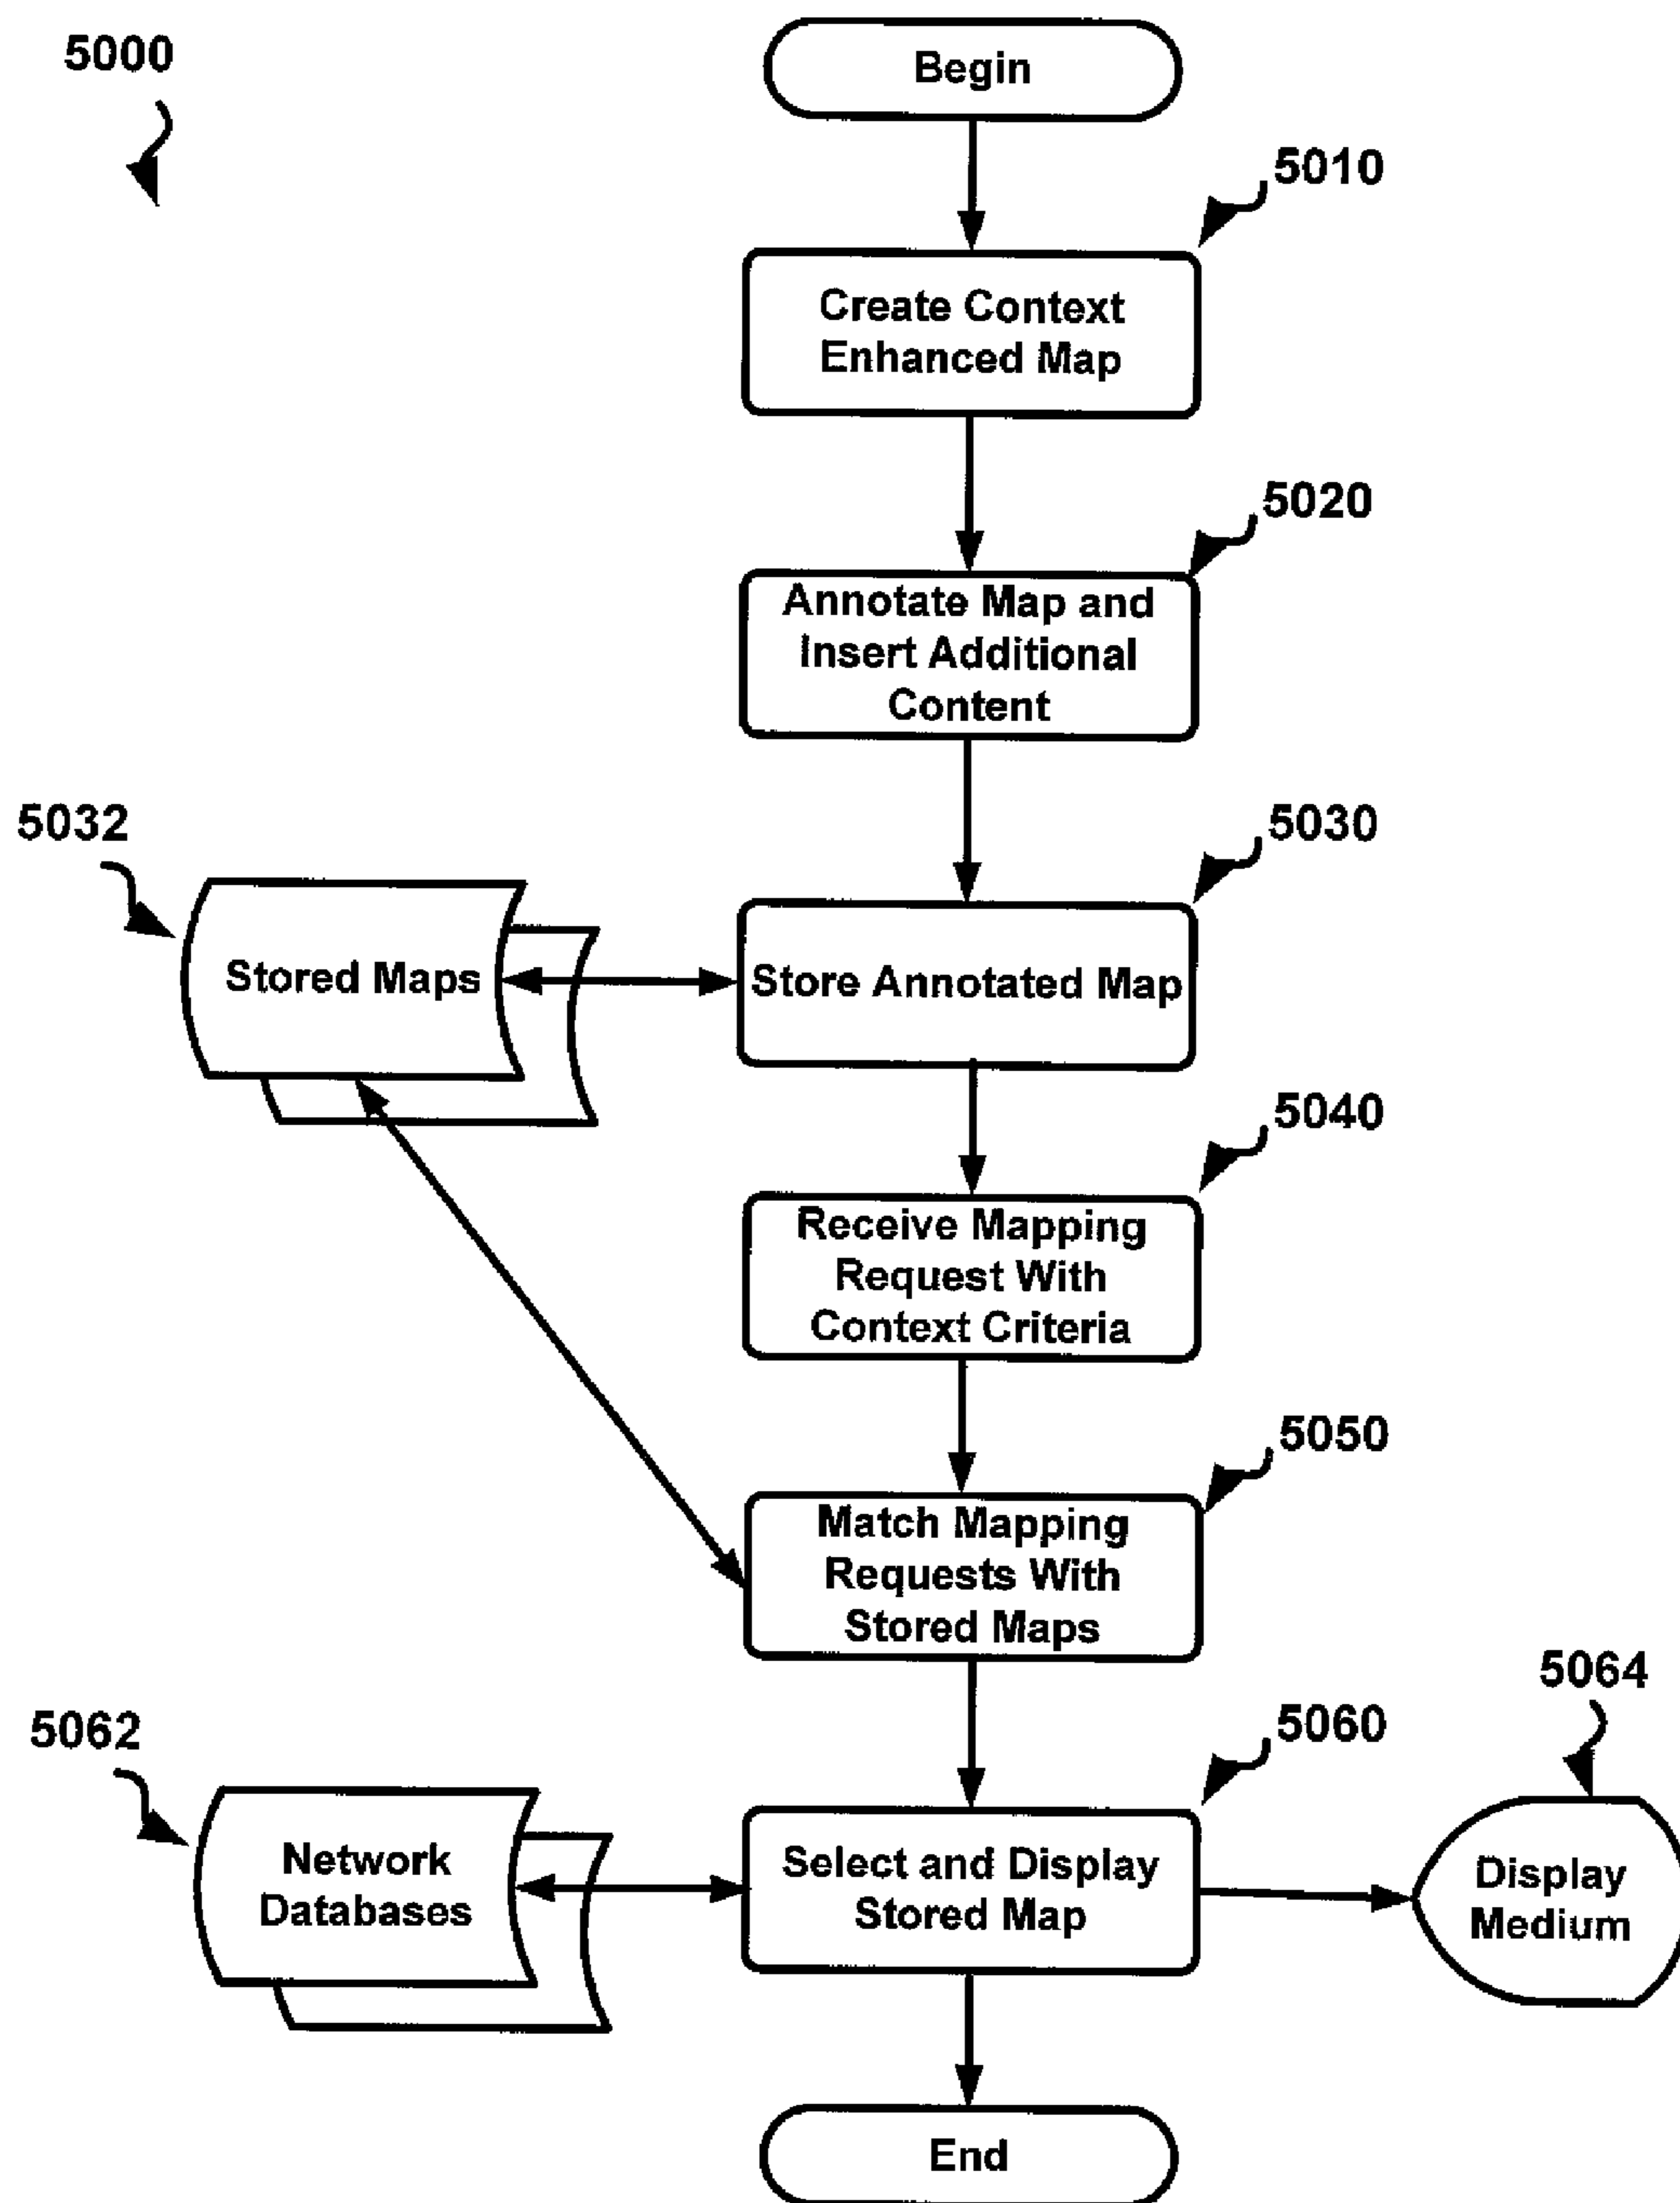 5000
Begin
5010
Create Context
Enhanced Map
5020
Annotate Map and
Insert Additional
Content
5032
5030
Stored Maps
Store Annotated Map
5040
Receive Mapping
Request With
Context Criteria
5050
Match Mapping
Requests With
Stored Maps
5064
5062
5060
Network
Databases
Select and Display
Stored Map
Display
Medium
End